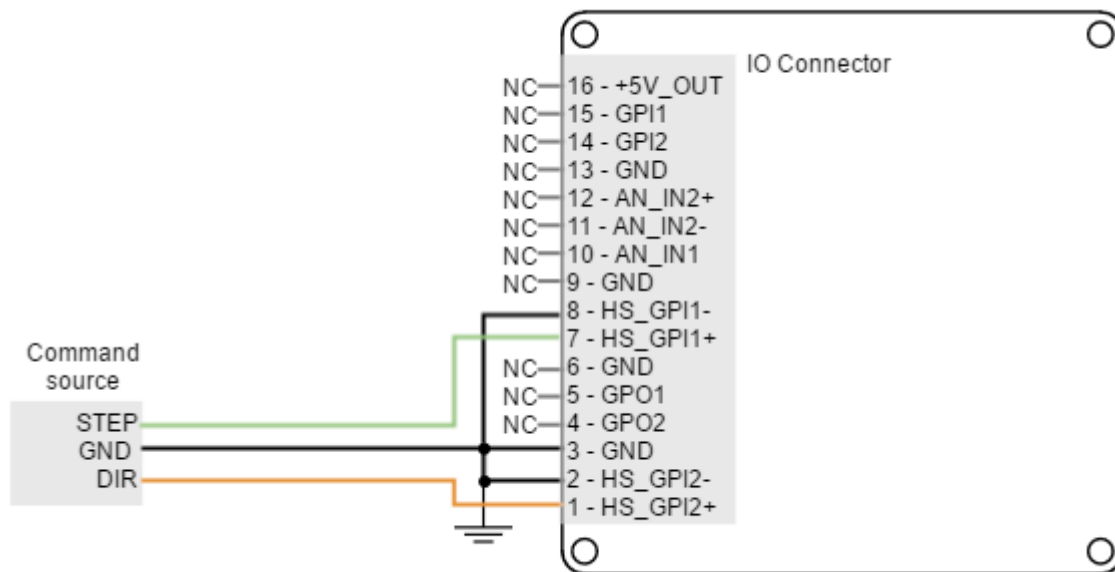 IO Connector
NC 16 - +5V_OUT
NC 15 - GPI1
NC 14 - GPI2
NC 13 - GND
NC 12 - AN_IN2+
NC 11 - AN_IN2-
NC 10 - AN_IN1
NC 9 - GND
8 - HS_GPI1-
7 - HS_GPI1+
NC 6 - GND
NC 5 - GPO1
NC 4 - GPO2
3 - GND
2 - HS_GPI2-
1 - HS_GPI2+
Command
source
STEP
GND
DIR